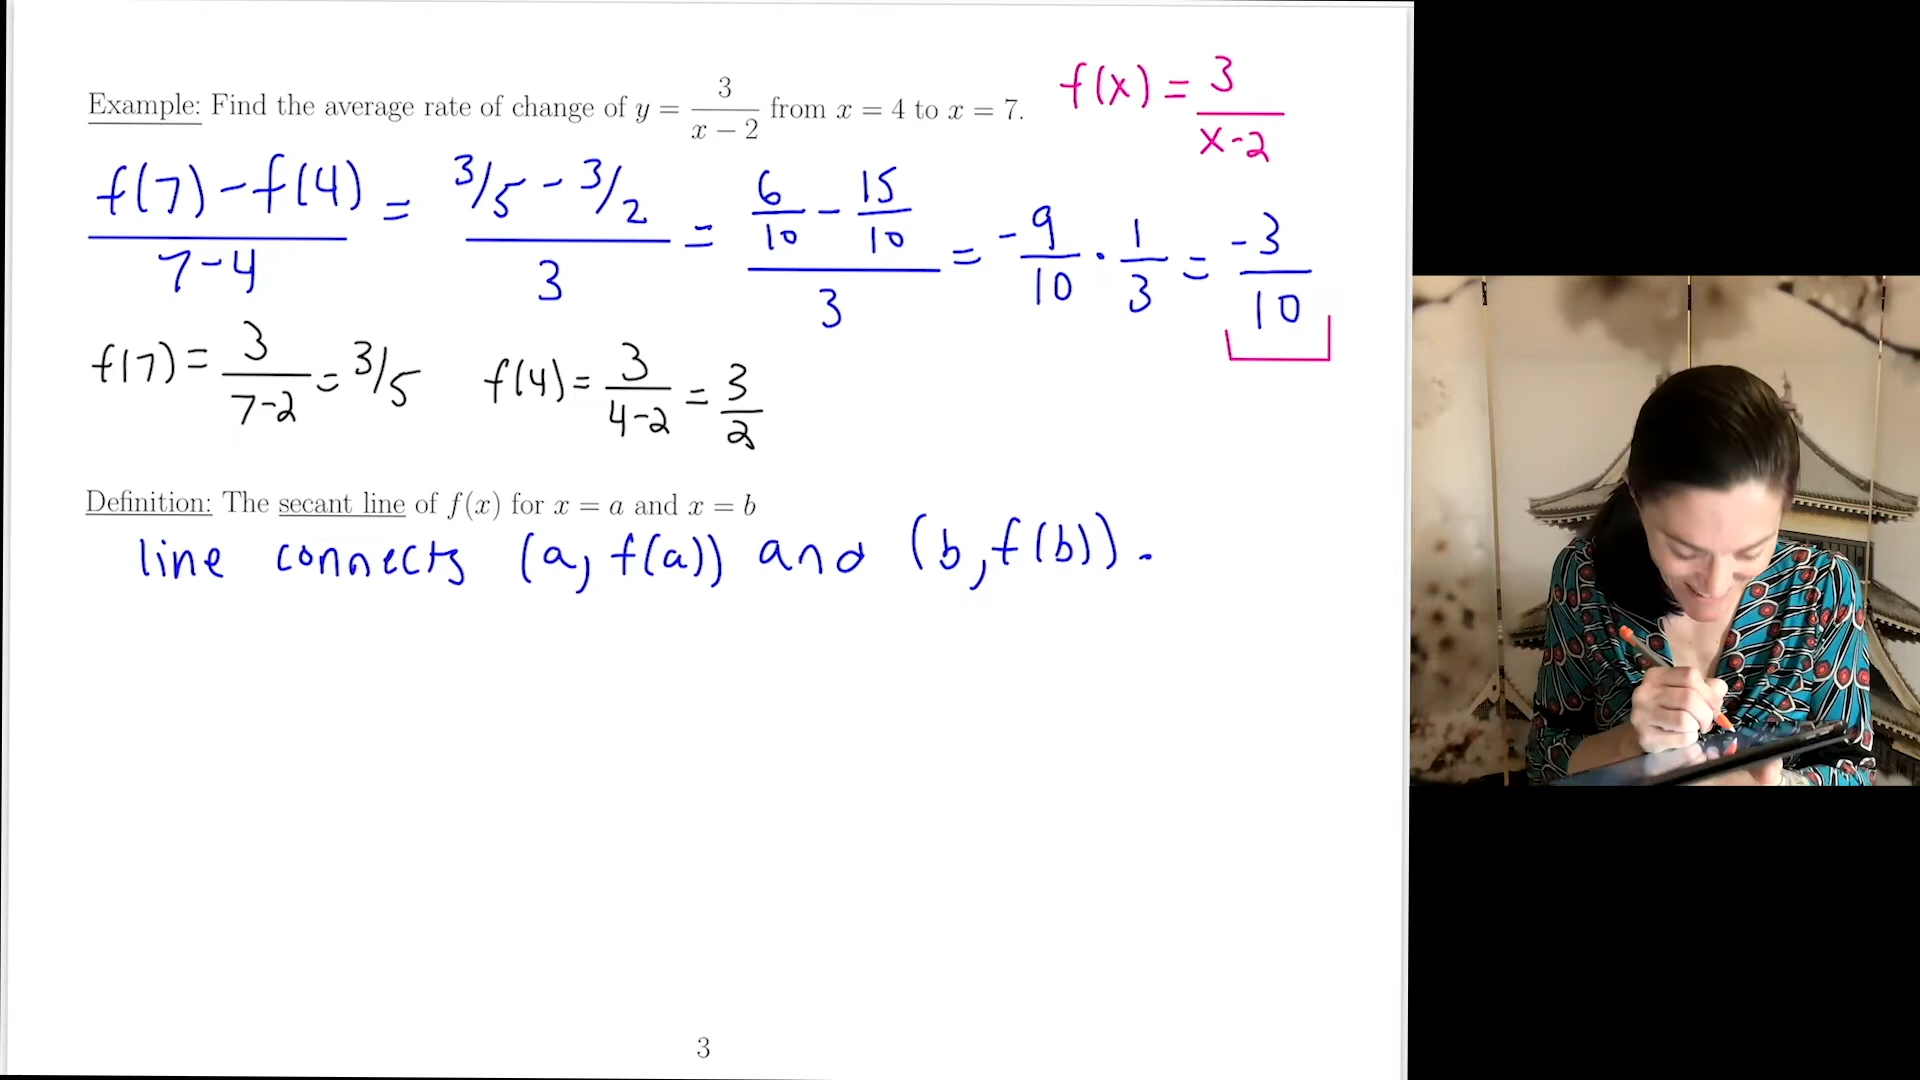 Example: Find the average rate of change of y = 3/(x − 2) from x = 4 to x = 7. f(x) = 3/(x-2)
(f(7) - f(4))/(7-4) = (3/5 - 3/2)/3 = (6/10 - 15/10)/3 = -9/10 · 1/3 = -3/10
f(7) = 3/(7-2) = 3/5 f(4) = 3/(4-2) = 3/2
Definition: The secant line of f(x) for x = a and x = b
line connects (a, f(a)) and (b, f(b)).
3